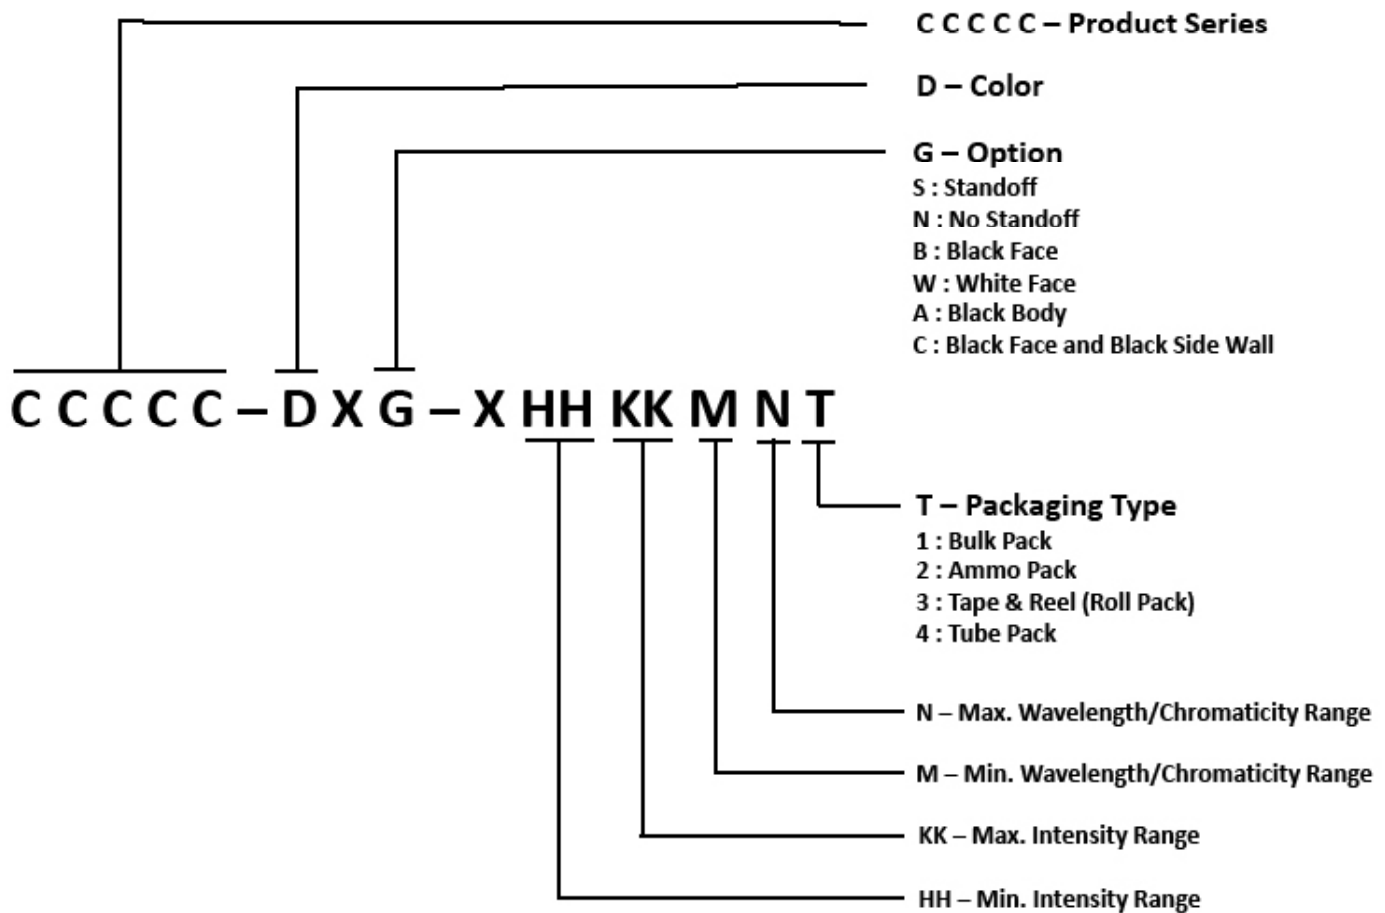 C C C C C – Product Series
D – Color
G – Option
S : Standoff
N : No Standoff
B : Black Face
W : White Face
A : Black Body
C : Black Face and Black Side Wall
C C C C C – D X G – X HH KK M N T
T – Packaging Type
1 : Bulk Pack
2 : Ammo Pack
3 : Tape & Reel (Roll Pack)
4 : Tube Pack
N – Max. Wavelength/Chromaticity Range
M – Min. Wavelength/Chromaticity Range
KK – Max. Intensity Range
HH – Min. Intensity Range